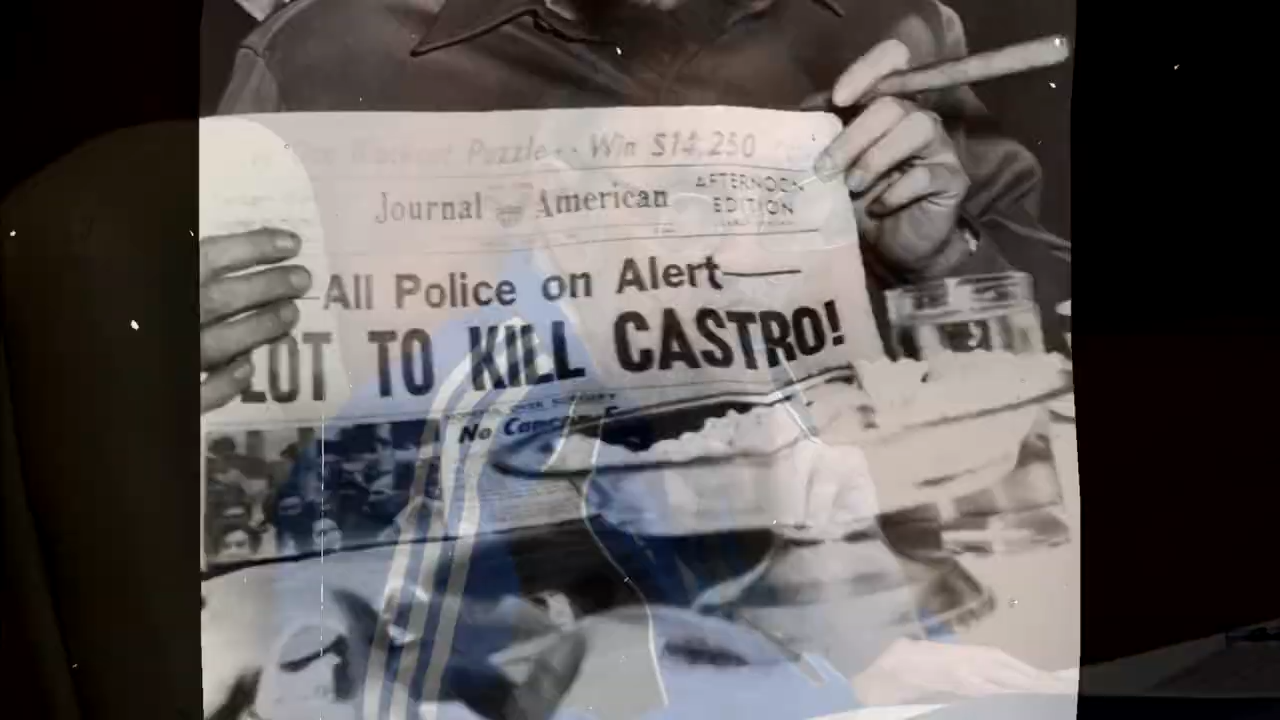 Puzzle -- Win $14,250
Journal American
AFTERNOON
EDITION
All Police on Alert
LOT TO KILL CASTRO!
No